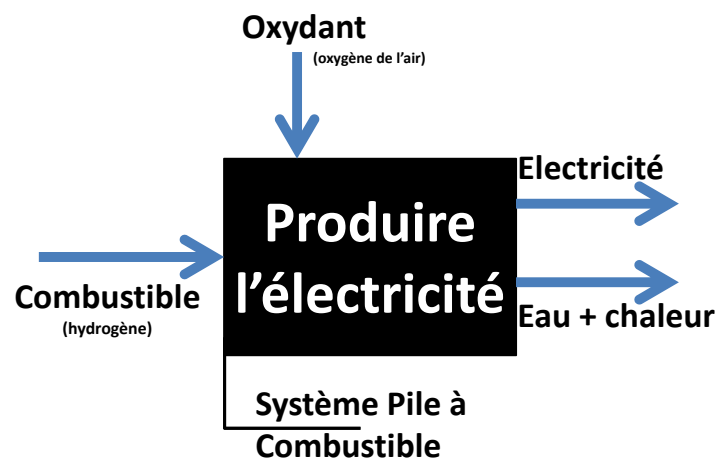 Oxydant
(oxygène de l'air)
Electricité
Produire
l'électricité
Combustible
(hydrogène)
Eau + chaleur
Système Pile à
Combustible